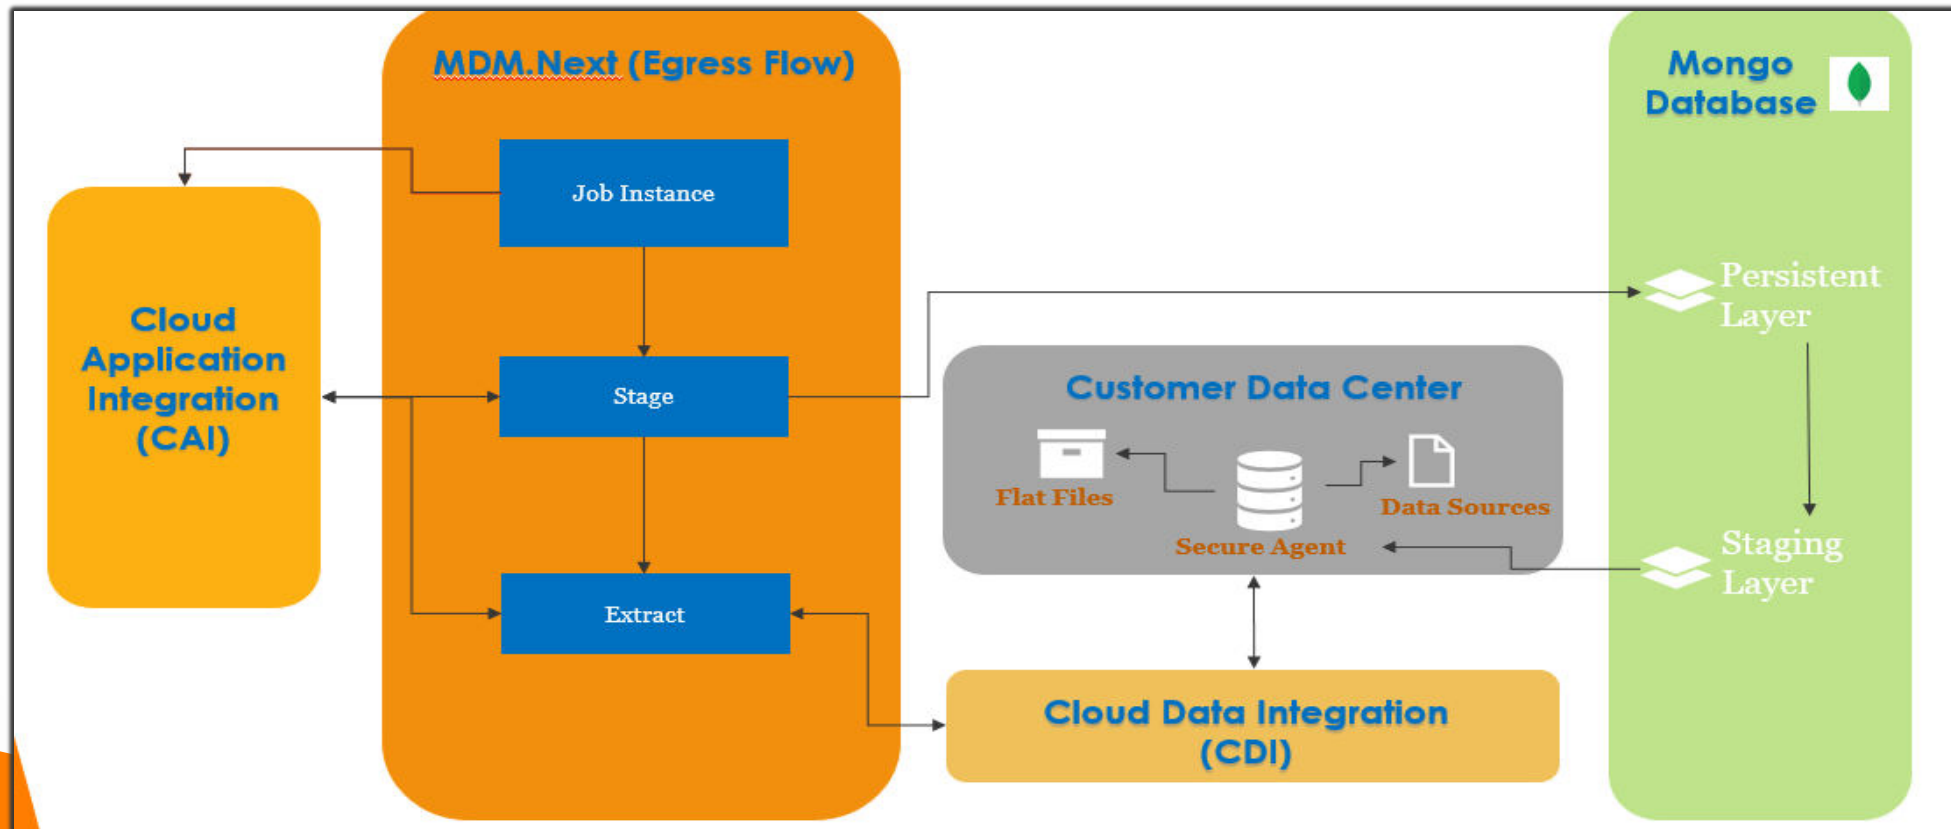 MDM.Next (Egress Flow)
Mongo
Database
Job Instance
Cloud
Application
Integration
(CAI)
Persistent
Layer
Stage
Customer Data Center
Flat Files
Data Sources
Secure Agent
Staging
Layer
Extract
Cloud Data Integration
(CDI)